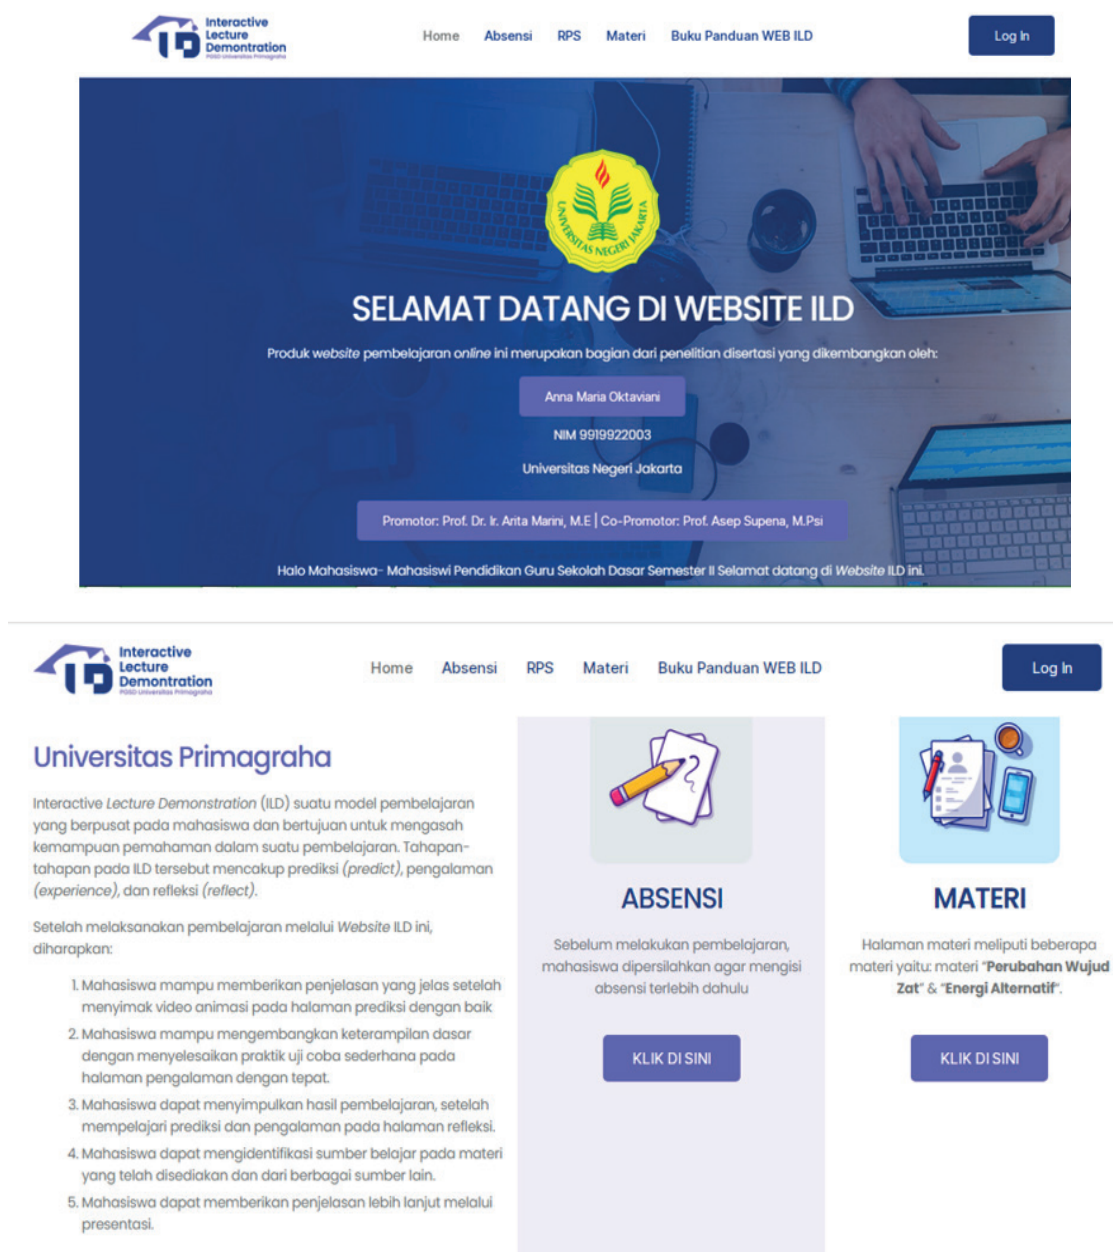 Interactive
Lecture
Demontration
PGSD Universitas Primagraha
Home Absensi RPS Materi Buku Panduan WEB ILD
Log In
UNIVERSITAS NEGERI JAKARTA
SELAMAT DATANG DI WEBSITE ILD
Produk website pembelajaran online ini merupakan bagian dari penelitian disertasi yang dikembangkan oleh:
Anna Maria Oktaviani
NIM 9919922003
Universitas Negeri Jakarta
Promotor: Prof. Dr. Ir. Arita Marini, M.E | Co-Promotor: Prof. Asep Supena, M.Psi
Halo Mahasiswa- Mahasiswi Pendidikan Guru Sekolah Dasar Semester II Selamat datang di Website ILD ini.
Interactive
Lecture
Demontration
PGSD Universitas Primagraha
Home Absensi RPS Materi Buku Panduan WEB ILD
Log In
Universitas Primagraha
Interactive Lecture Demonstration (ILD) suatu model pembelajaran
yang berpusat pada mahasiswa dan bertujuan untuk mengasah
kemampuan pemahaman dalam suatu pembelajaran. Tahapan-
tahapan pada ILD tersebut mencakup prediksi (predict), pengalaman
(experience), dan refleksi (reflect).
Setelah melaksanakan pembelajaran melalui Website ILD ini,
diharapkan:
1. Mahasiswa mampu memberikan penjelasan yang jelas setelah
menyimak video animasi pada halaman prediksi dengan baik
2. Mahasiswa mampu mengembangkan keterampilan dasar
dengan menyelesaikan praktik uji coba sederhana pada
halaman pengalaman dengan tepat.
3. Mahasiswa dapat menyimpulkan hasil pembelajaran, setelah
mempelajari prediksi dan pengalaman pada halaman refleksi.
4. Mahasiswa dapat mengidentifikasi sumber belajar pada materi
yang telah disediakan dan dari berbagai sumber lain.
5. Mahasiswa dapat memberikan penjelasan lebih lanjut melalui
presentasi.
ABSENSI
Sebelum melakukan pembelajaran,
mahasiswa dipersilahkan agar mengisi
absensi terlebih dahulu
KLIK DI SINI
MATERI
Halaman materi meliputi beberapa
materi yaitu: materi "Perubahan Wujud
Zat" & "Energi Alternatif".
KLIK DI SINI